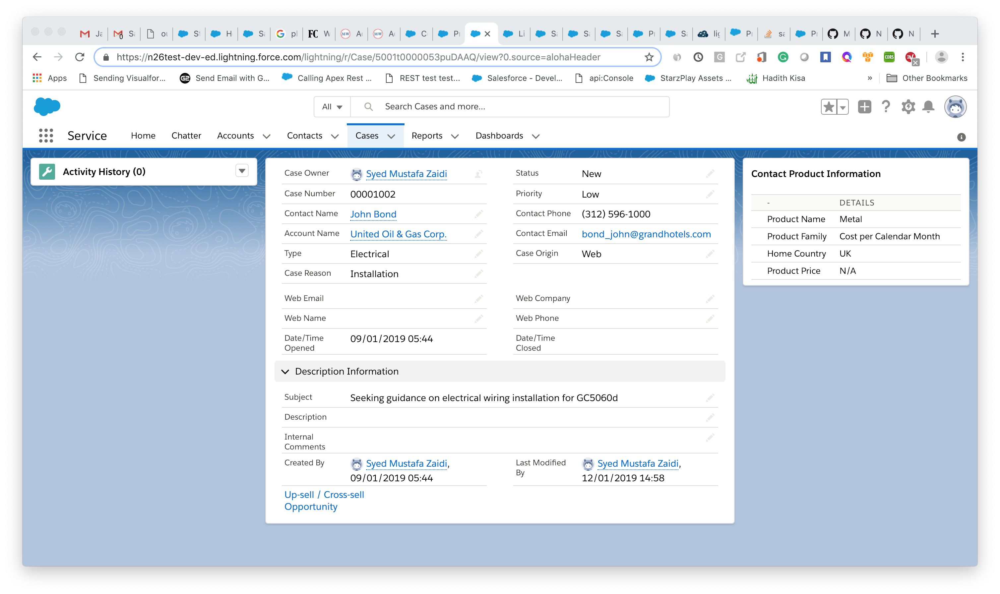 https://n26test-dev-ed.lightning.force.com/lightning/r/Case/5001t0000053puDAAQ/view?0.source=alohaHeader
Apps Sending Visualfor... Send Email with G... Calling Apex Rest ... REST test test... Salesforce - Devel... api:Console StarzPlay Assets ... Hadith Kisa » Other Bookmarks
All Search Cases and more...
Service Home Chatter Accounts Contacts Cases Reports Dashboards
Activity History (0)
Case Owner Syed Mustafa Zaidi Status New
Case Number 00001002 Priority Low
Contact Name John Bond Contact Phone (312) 596-1000
Account Name United Oil & Gas Corp. Contact Email bond_john@grandhotels.com
Type Electrical Case Origin Web
Case Reason Installation
Web Email Web Company
Web Name Web Phone
Date/Time Opened 09/01/2019 05:44 Date/Time Closed
Description Information
Subject Seeking guidance on electrical wiring installation for GC5060d
Description
Internal Comments
Created By Syed Mustafa Zaidi, 09/01/2019 05:44 Last Modified By Syed Mustafa Zaidi, 12/01/2019 14:58
Up-sell / Cross-sell
Opportunity
Contact Product Information
- DETAILS
Product Name Metal
Product Family Cost per Calendar Month
Home Country UK
Product Price N/A